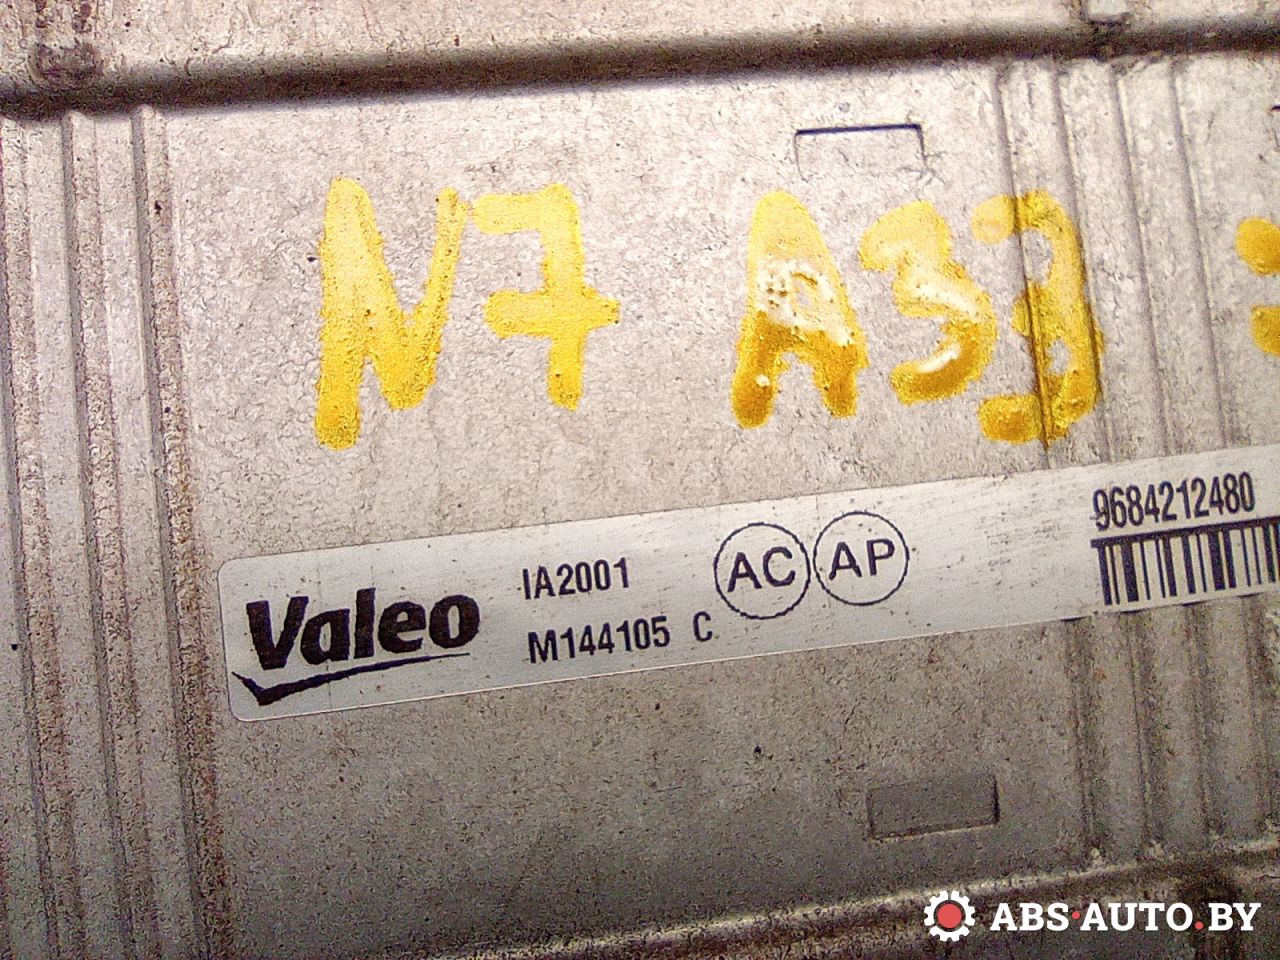 N7 A33
9684212480
Valeo IA2001 AC AP
M144105 C
ABS·AUTO.BY